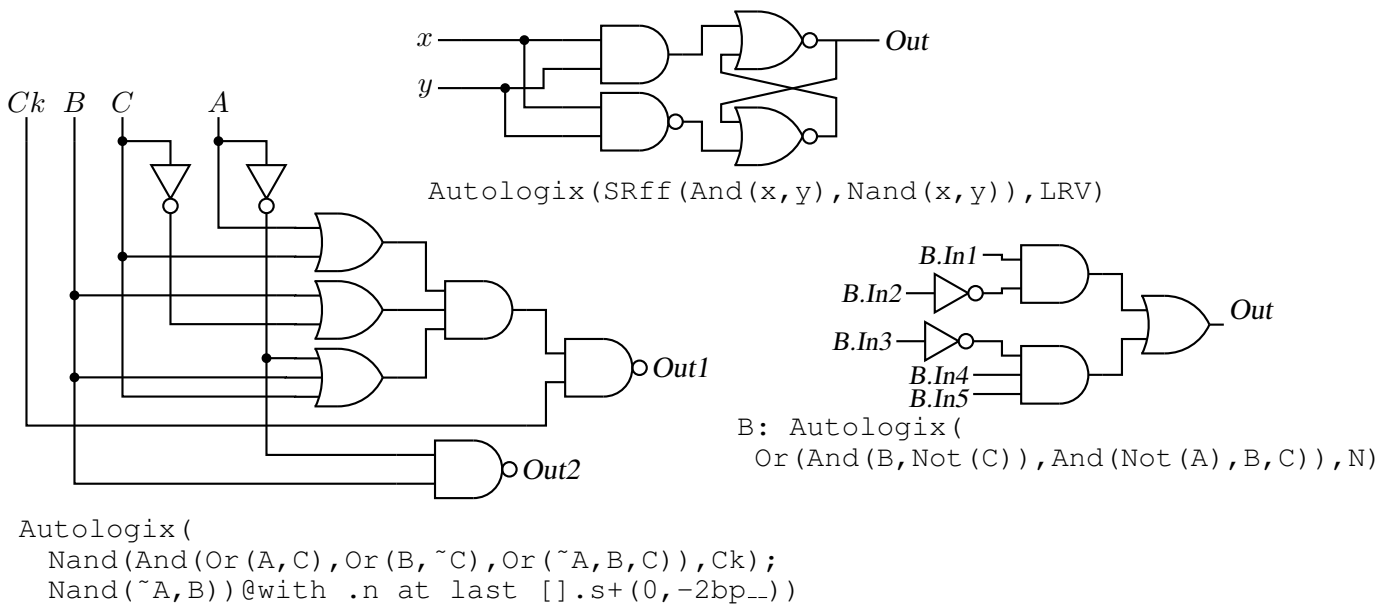 x
Out
y
Autologix(SRff(And(x,y),Nand(x,y)),LRV)
Ck B C A
Out1
Out2
Autologix(
Nand(And(Or(A,C),Or(B,˜C),Or(˜A,B,C)),Ck);
Nand(˜A,B))@with .n at last [].s+(0,-2bp__))
B.In1
B.In2
Out
B.In3
B.In4
B.In5
B: Autologix(
Or(And(B,Not(C)),And(Not(A),B,C)),N)